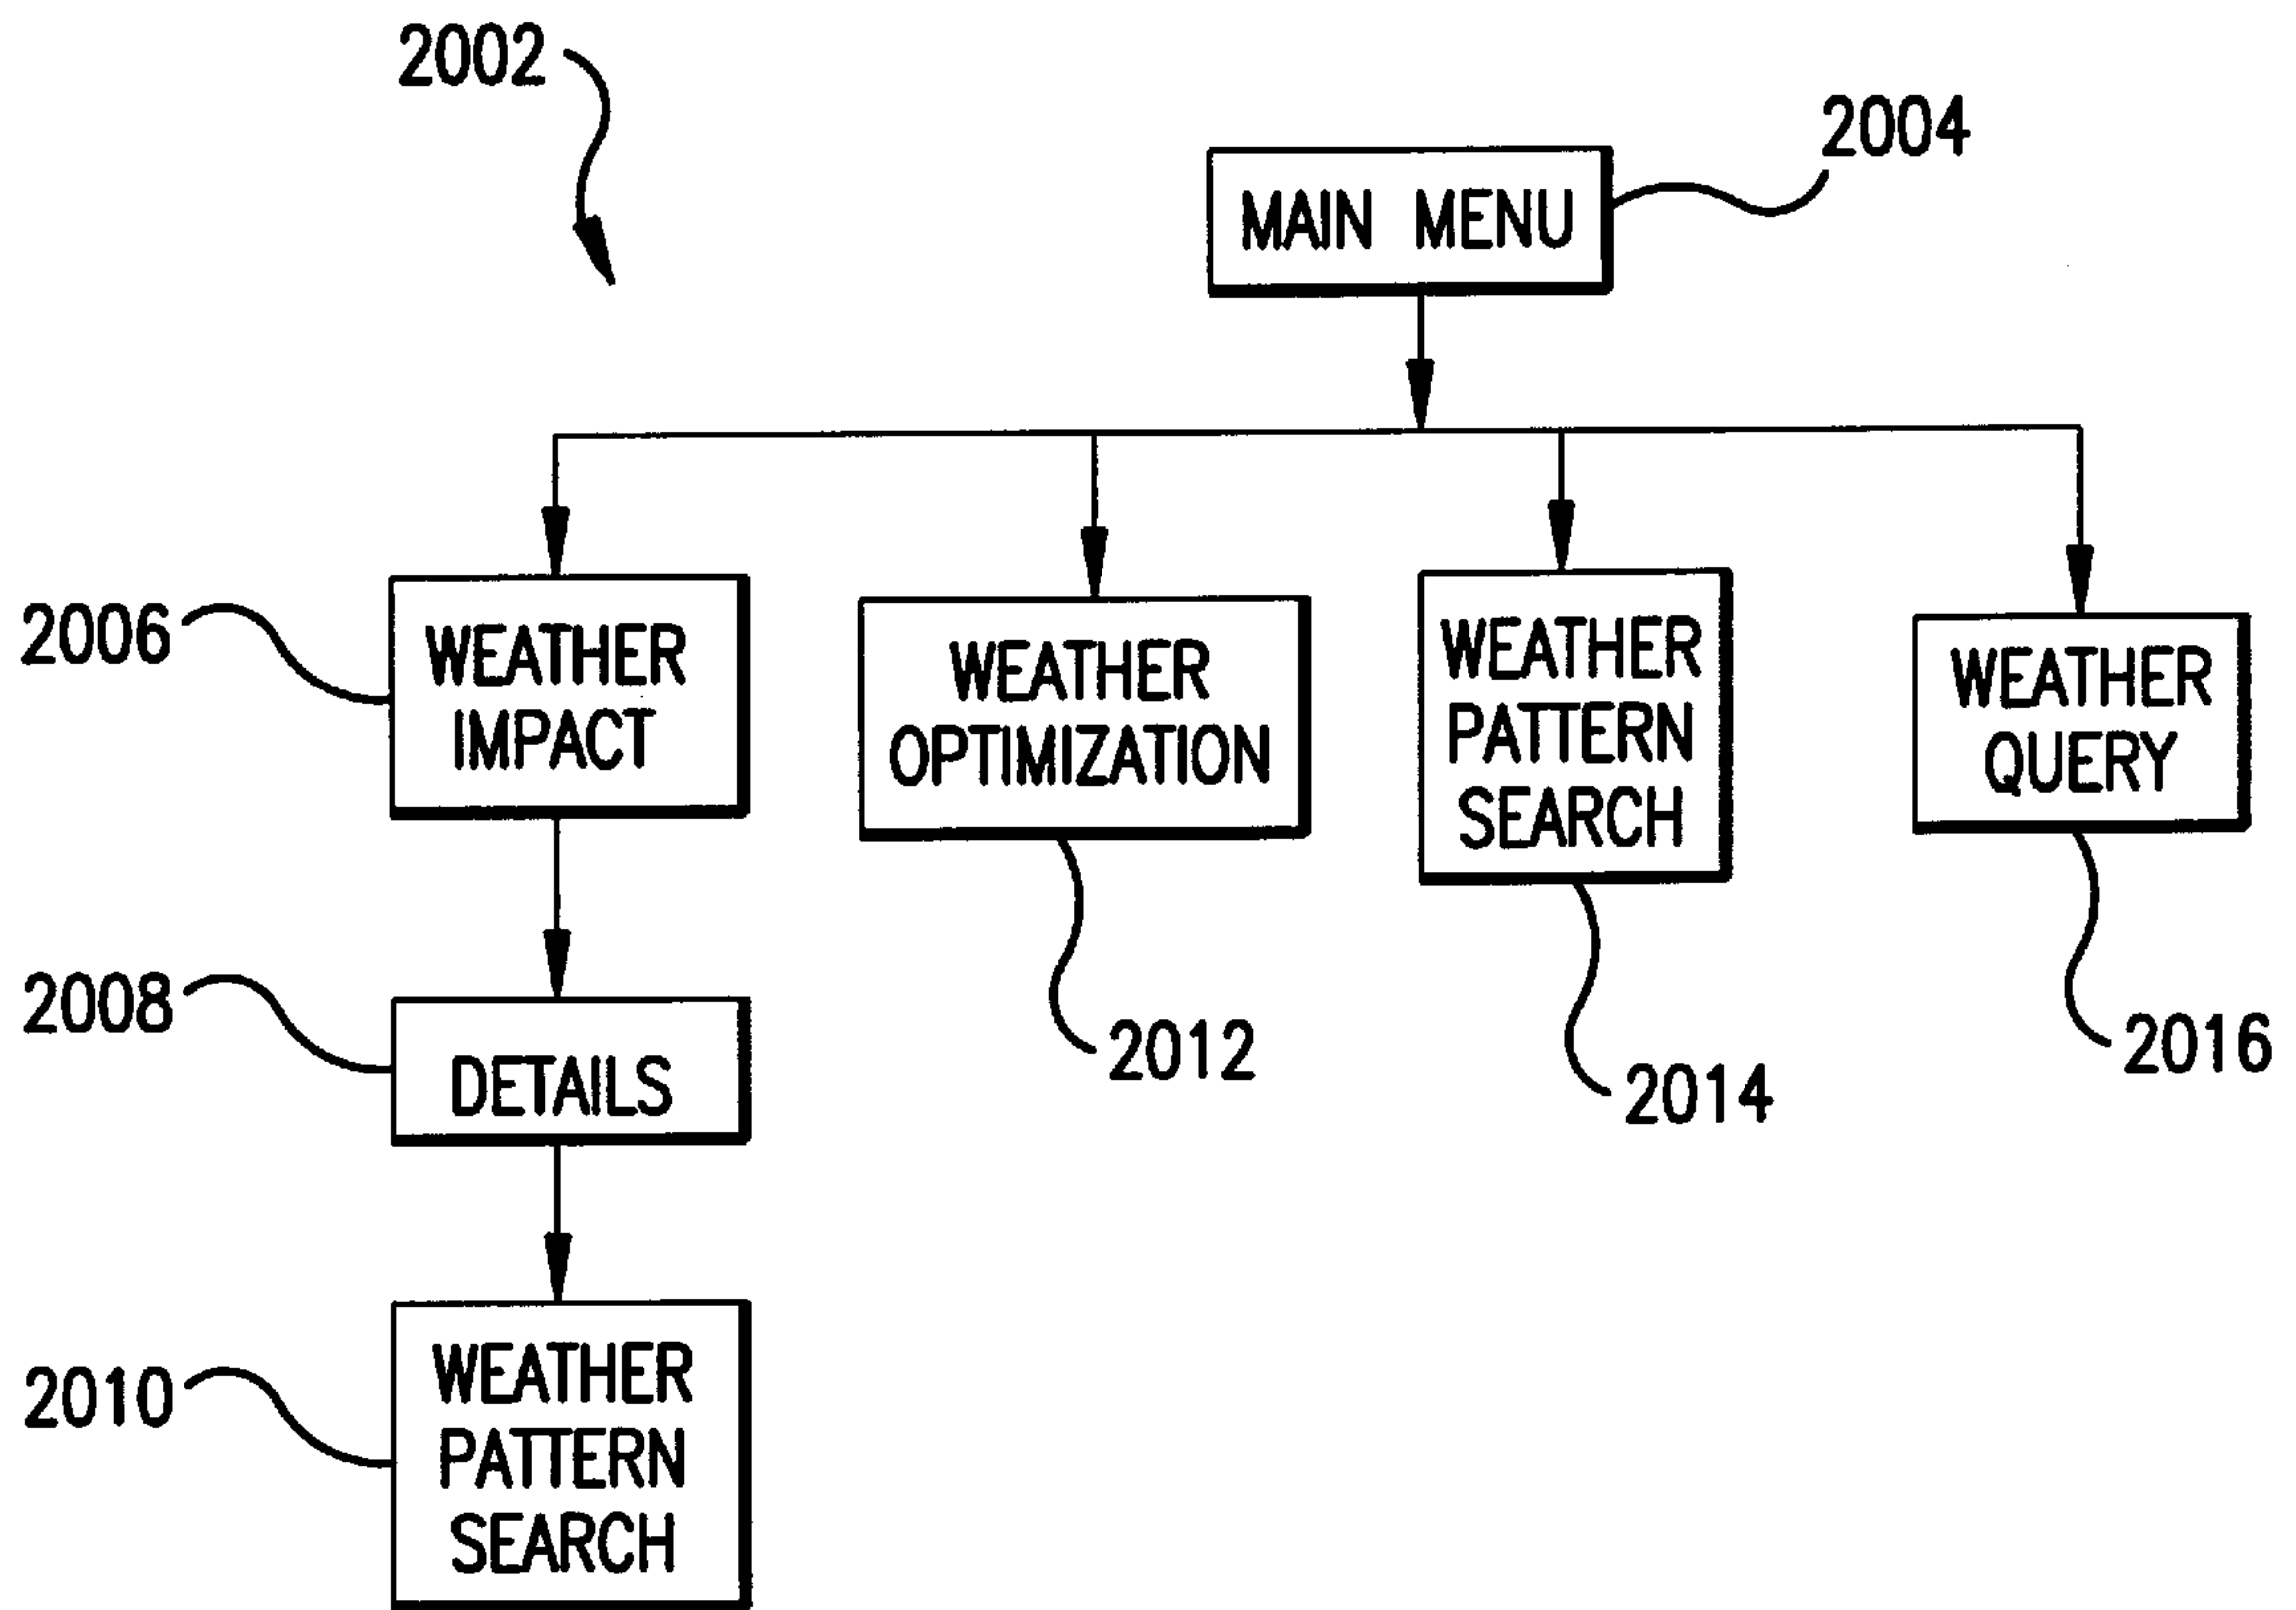 2002
2004
MAIN MENU
2006
WEATHER
IMPACT
WEATHER
OPTIMIZATION
WEATHER
PATTERN
SEARCH
WEATHER
QUERY
2008
DETAILS
2012
2014
2016
2010
WEATHER
PATTERN
SEARCH